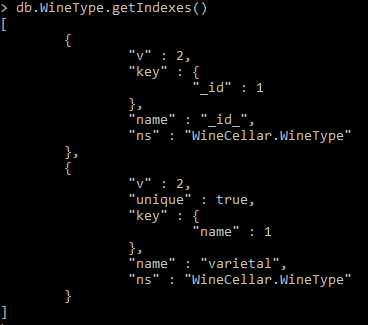 > db.WineType.getIndexes()
[
        {
                "v" : 2,
                "key" : {
                        "_id" : 1
                },
                "name" : "_id_",
                "ns" : "WineCellar.WineType"
        },
        {
                "v" : 2,
                "unique" : true,
                "key" : {
                        "name" : 1
                },
                "name" : "varietal",
                "ns" : "WineCellar.WineType"
        }
]